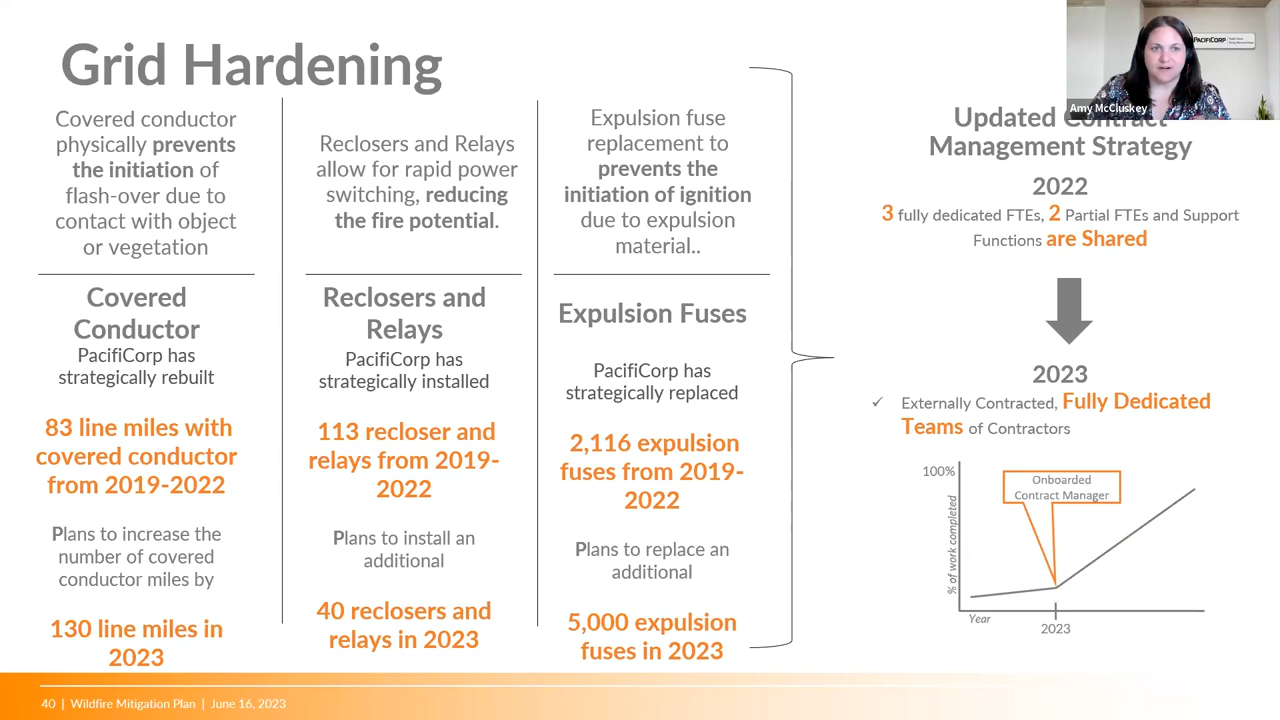 Grid Hardening
Covered conductor
physically prevents
the initiation of
flash-over due to
contact with object
or vegetation
Covered
Conductor
PacifiCorp has
strategically rebuilt
83 line miles with
covered conductor
from 2019-2022
Plans to increase the
number of covered
conductor miles by
130 line miles in
2023
Reclosers and Relays
allow for rapid power
switching, reducing
the fire potential.
Reclosers and
Relays
PacifiCorp has
strategically installed
113 recloser and
relays from 2019-
2022
Plans to install an
additional
40 reclosers and
relays in 2023
Expulsion fuse
replacement to
prevents the
initiation of ignition
due to expulsion
material..
Expulsion Fuses
PacifiCorp has
strategically replaced
2,116 expulsion
fuses from 2019-
2022
Plans to replace an
additional
5,000 expulsion
fuses in 2023
PACIFICORP
Amy McCluskey
Updated Contract
Management Strategy
2022
3 fully dedicated FTEs, 2 Partial FTEs and Support
Functions are Shared
2023
✓ Externally Contracted, Fully Dedicated
Teams of Contractors
100%
Onboarded
Contract Manager
% of work completed
Year
2023
40 | Wildfire Mitigation Plan | June 16, 2023